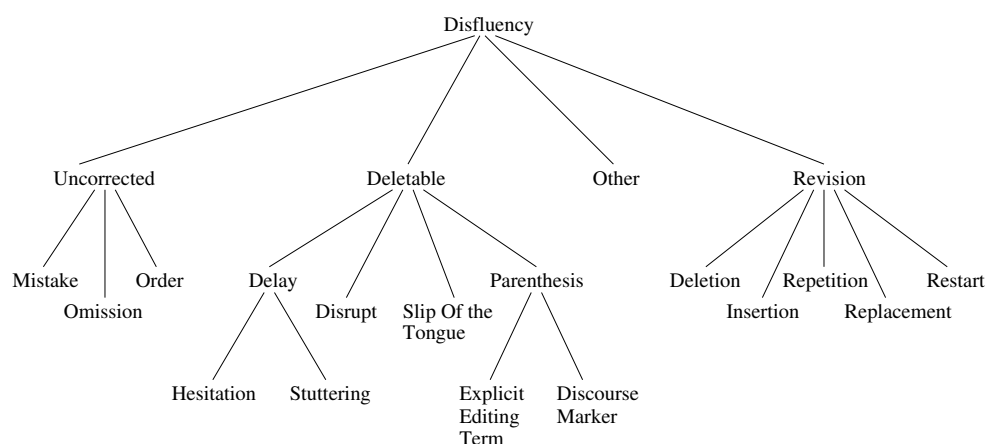 Disfluency
Uncorrected
Deletable
Other
Revision
Mistake
Omission
Order
Delay
Disrupt
Slip Of the
Tongue
Parenthesis
Deletion
Insertion
Repetition
Replacement
Restart
Hesitation
Stuttering
Explicit
Editing
Term
Discourse
Marker